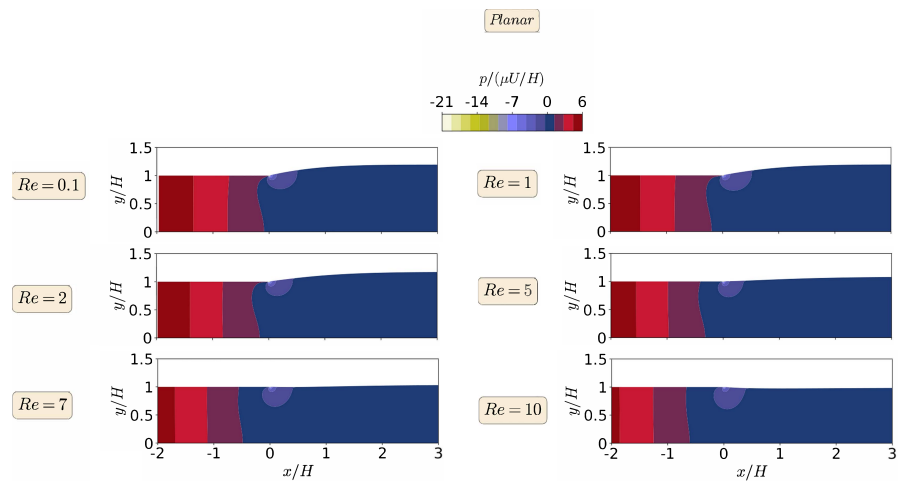 Planar
p/(μU/H)
-21 -14 -7 0 6
Re = 0.1
y/H
1.5
1
0.5
0
Re = 1
y/H
1.5
1
0.5
0
Re = 2
y/H
1.5
1
0.5
0
Re = 5
y/H
1.5
1
0.5
0
Re = 7
y/H
1.5
1
0.5
0
-2 -1 0 1 2 3
x/H
Re = 10
y/H
1.5
1
0.5
0
-2 -1 0 1 2 3
x/H